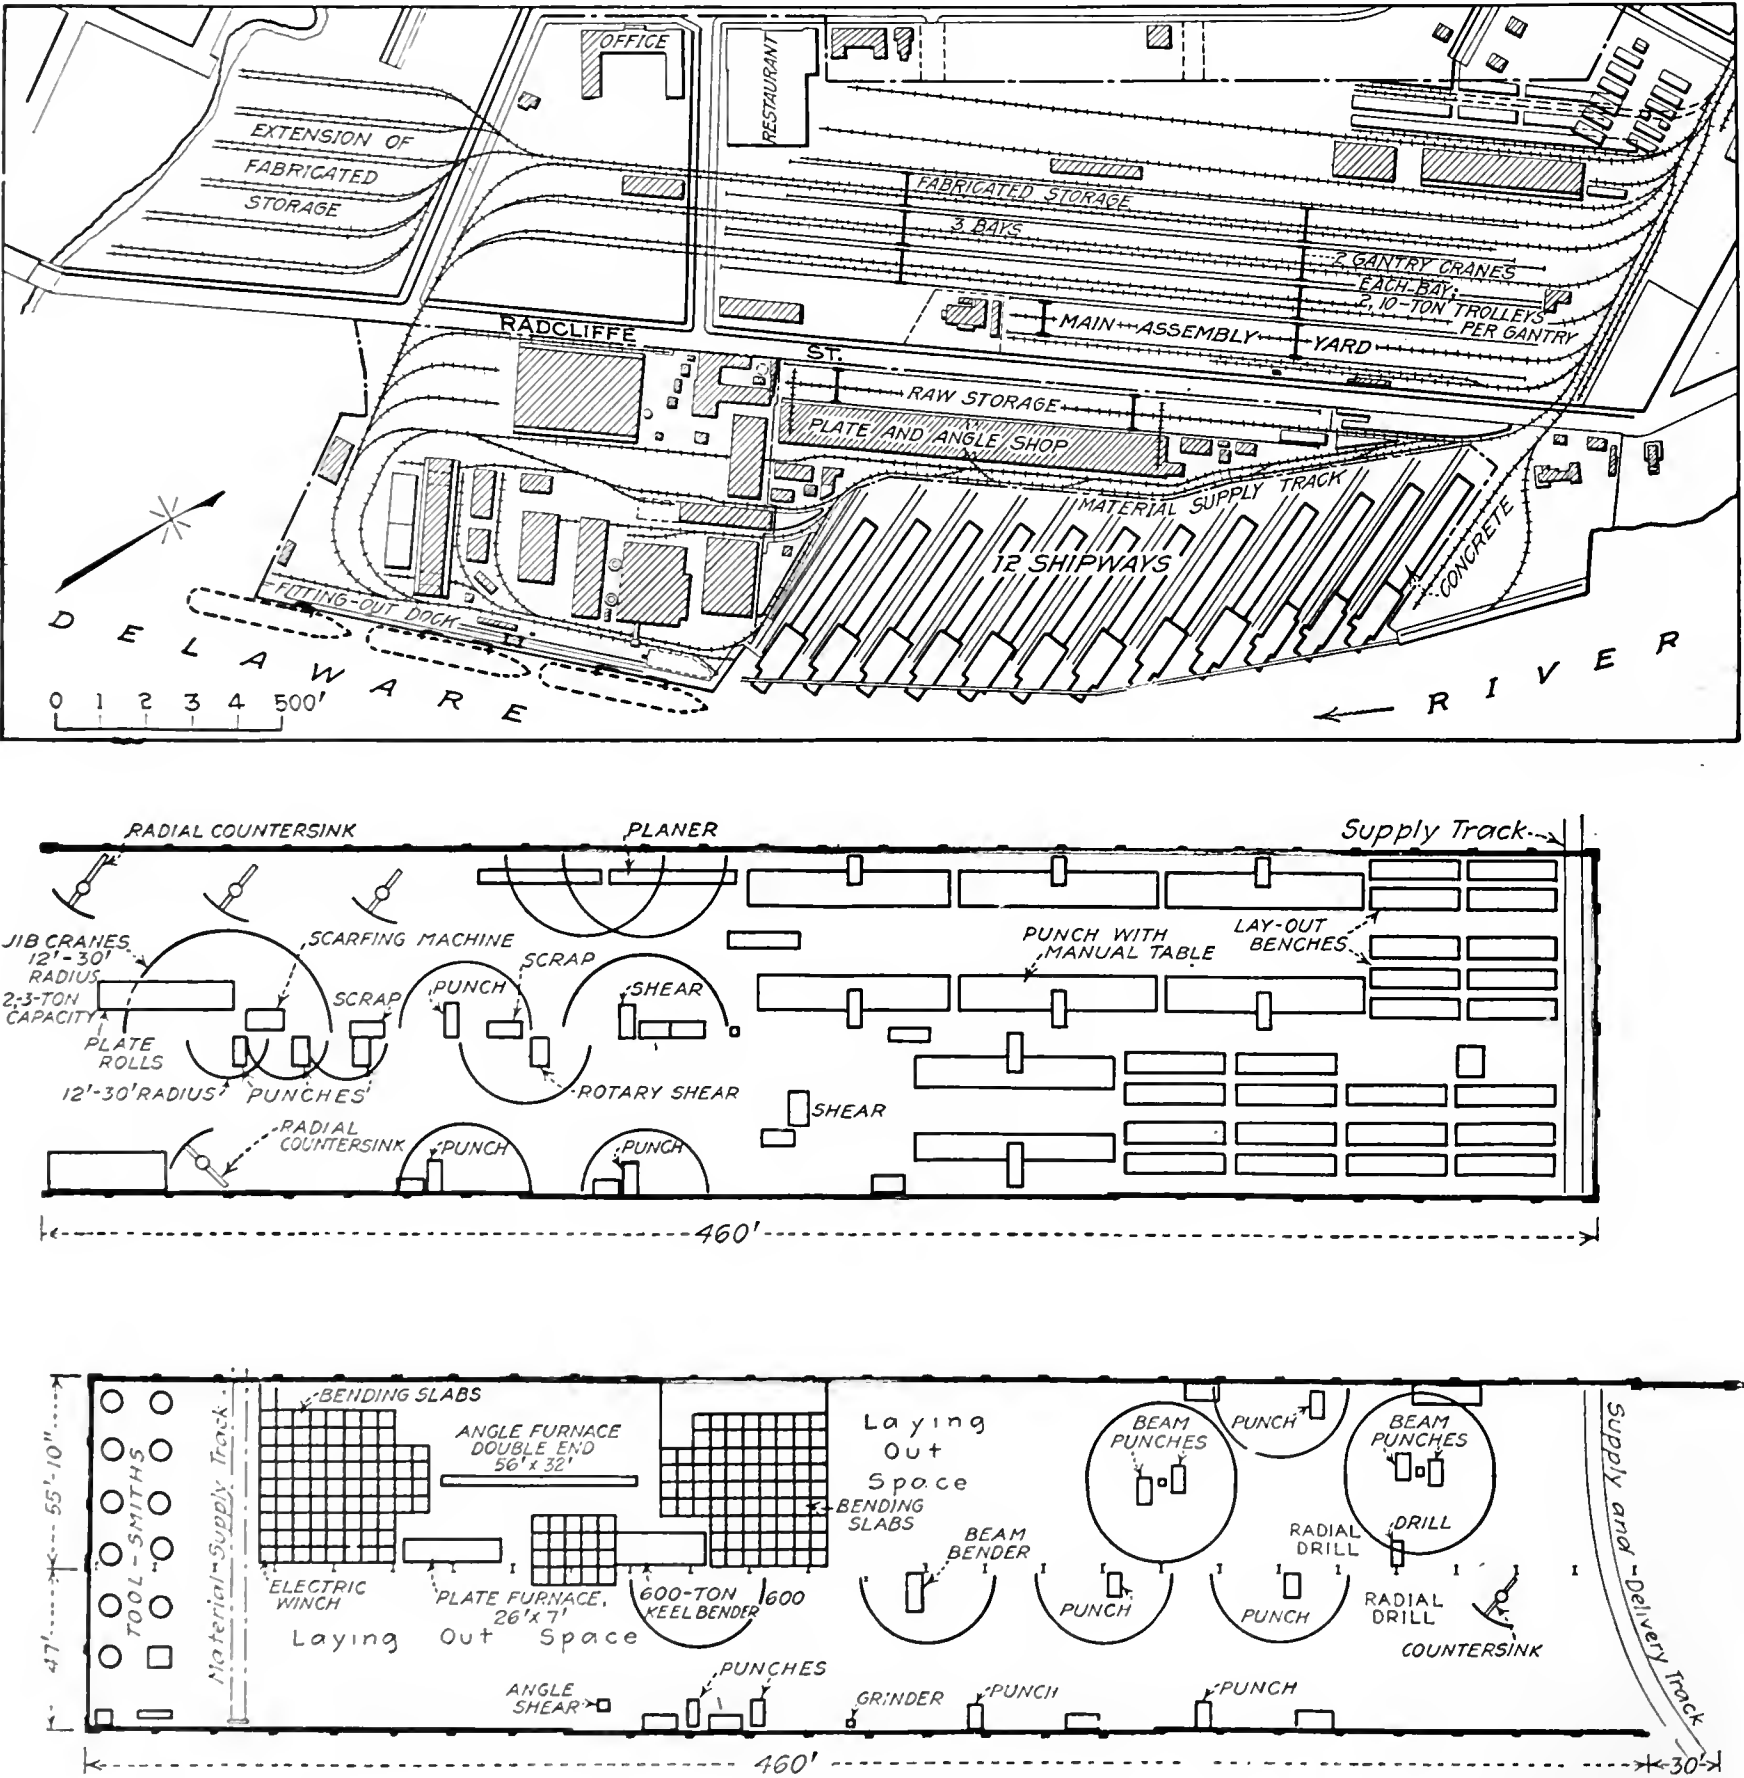 OFFICE
RESTAURANT
EXTENSION OF
FABRICATED
STORAGE
FABRICATED STORAGE
3 BAYS
2 GANTRY CRANES
EACH BAY;
2, 10-TON TROLLEYS
PER GANTRY
MAIN ASSEMBLY YARD
RADCLIFFE
ST.
RAW STORAGE
PLATE AND ANGLE SHOP
MATERIAL SUPPLY TRACK
12 SHIPWAYS
CONCRETE
FITTING-OUT DOCK
DELAWARE
RIVER
0 1 2 3 4 500'
RADIAL COUNTERSINK
PLANER
Supply Track
JIB CRANES
12'-30'
RADIUS
2-3-TON
CAPACITY
SCARFING MACHINE
SCRAP
PUNCH
SCRAP
SHEAR
PUNCH WITH
MANUAL TABLE
LAY-OUT
BENCHES
PLATE
ROLLS
12'-30' RADIUS
PUNCHES
ROTARY SHEAR
SHEAR
RADIAL
COUNTERSINK
PUNCH
PUNCH
460'
55'-10"
47'
TOOL-SMITHS
Material-Supply Track
BENDING SLABS
ANGLE FURNACE
DOUBLE END
56' x 32'
Laying
Out
Space
BENDING
SLABS
BEAM
PUNCHES
PUNCH
BEAM
PUNCHES
Supply and Delivery Track
ELECTRIC
WINCH
PLATE FURNACE,
26' x 7'
600-TON
KEEL BENDER
600
BEAM
BENDER
RADIAL
DRILL
DRILL
PUNCH
PUNCH
RADIAL
DRILL
COUNTERSINK
Laying Out Space
ANGLE
SHEAR
PUNCHES
GRINDER
PUNCH
PUNCH
460'
30'